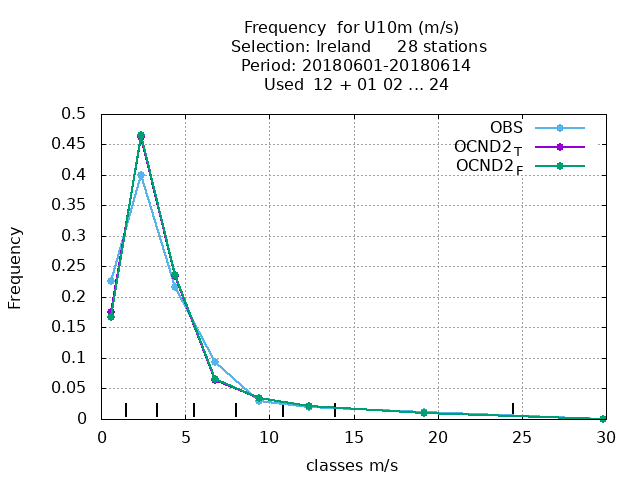 Frequency for U10m (m/s)
Selection: Ireland 28 stations
Period: 20180601-20180614
Used 12 + 01 02 ... 24
0.5
0.45
0.4
0.35
0.3
0.25
0.2
0.15
0.1
0.05
0
Frequency
OBS
OCND2T
OCND2F
0 5 10 15 20 25 30
classes m/s